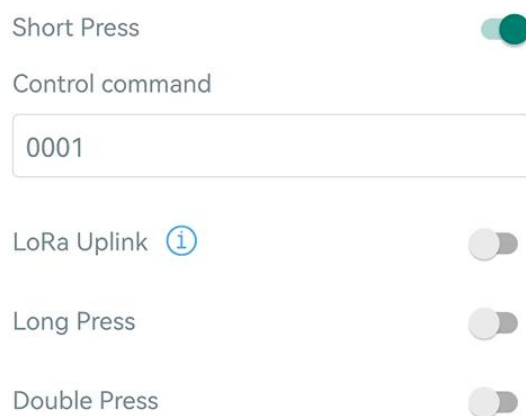 Short Press
Control command
0001
LoRa Uplink
Long Press
Double Press